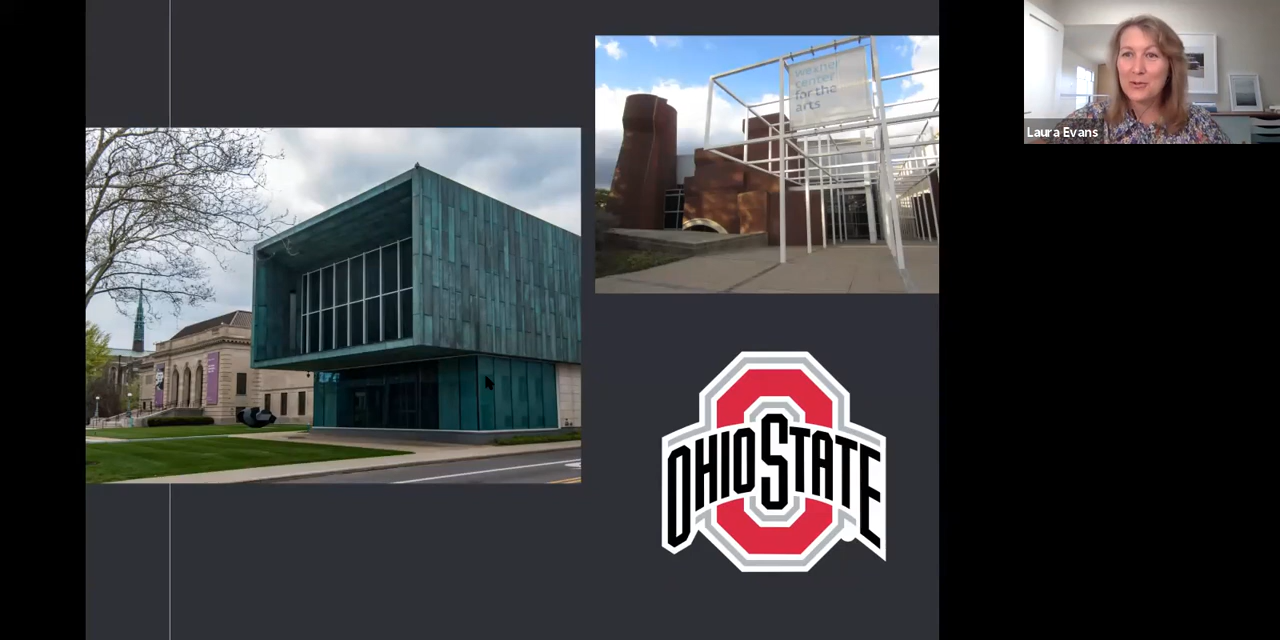 wexner
center
for the
arts
Laura Evans
OHIO STATE